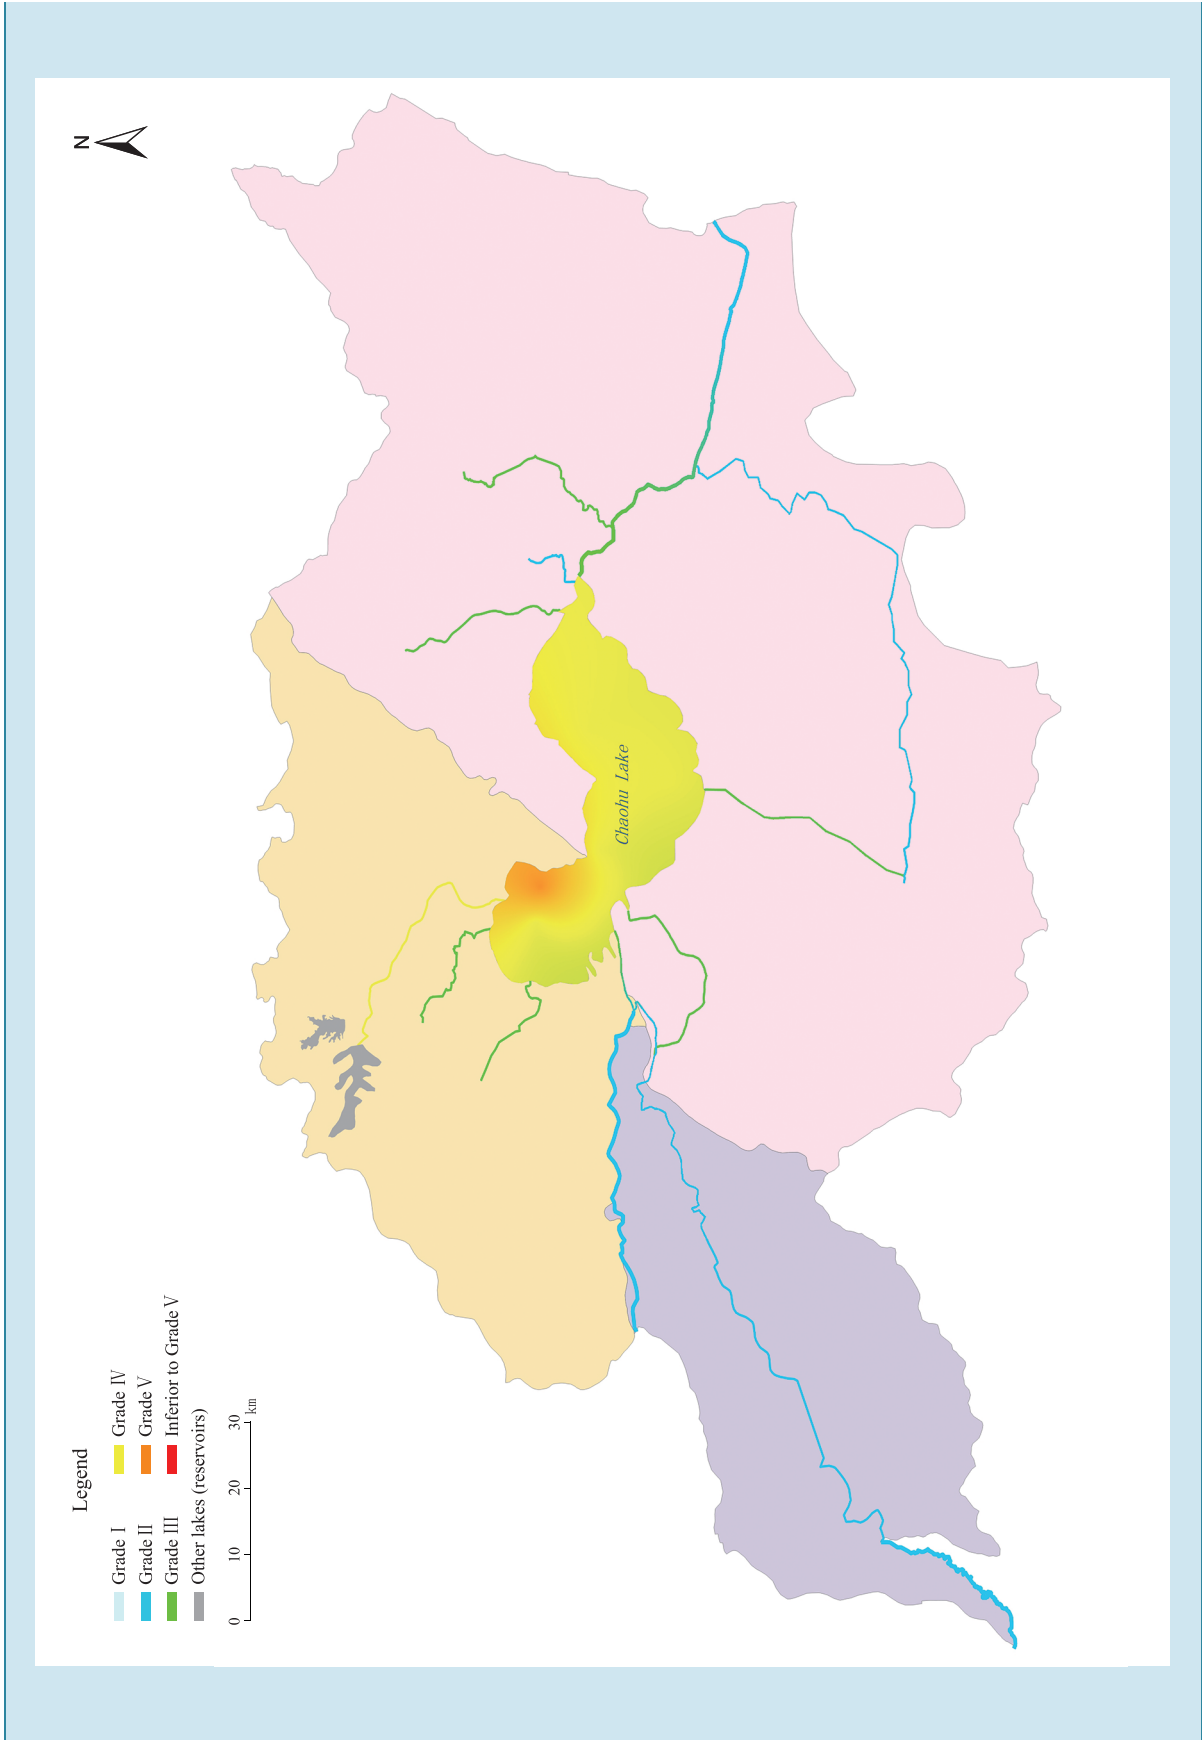 N
Chaohu Lake
Legend
Grade I
Grade II
Grade III
Other lakes (reservoirs)
Grade IV
Grade V
Inferior to Grade V
0 10 20 30
km